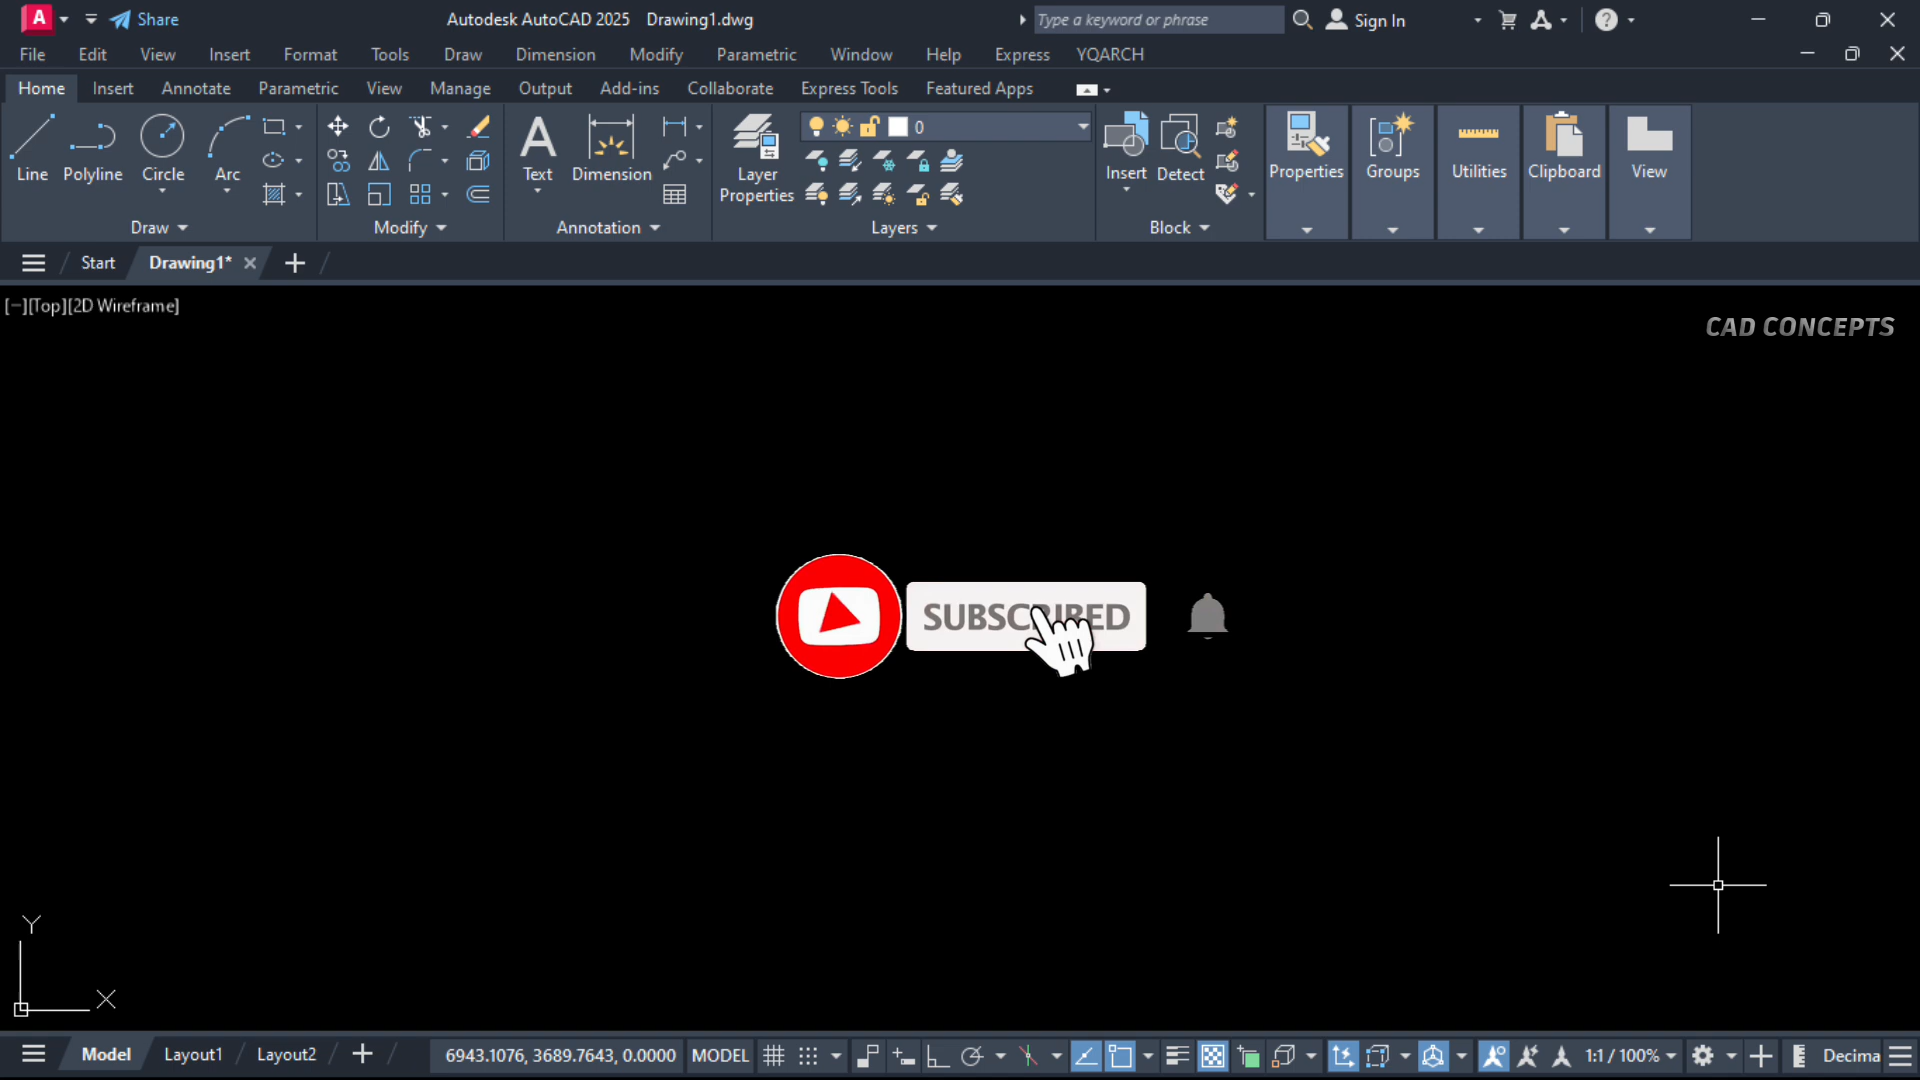 A Share Autodesk AutoCAD 2025 Drawing1.dwg Type a keyword or phrase Sign In
File Edit View Insert Format Tools Draw Dimension Modify Parametric Window Help Express YQARCH
Home Insert Annotate Parametric View Manage Output Add-ins Collaborate Express Tools Featured Apps
0
Line Polyline Circle Arc Text Dimension Layer Properties Insert Detect Properties Groups Utilities Clipboard View
Draw Modify Annotation Layers Block
Start Drawing1*
[−][Top][2D Wireframe]
CAD CONCEPTS
SUBSCRIBED
Y
X
Model Layout1 Layout2 6943.1076, 3689.7643, 0.0000 MODEL 1:1 / 100% Decima